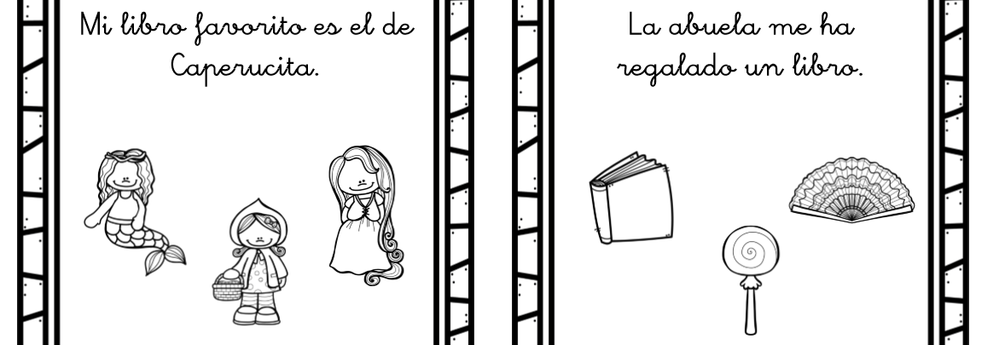 Mi libro favorito es el de
Caperucita.
La abuela me ha
regalado un libro.